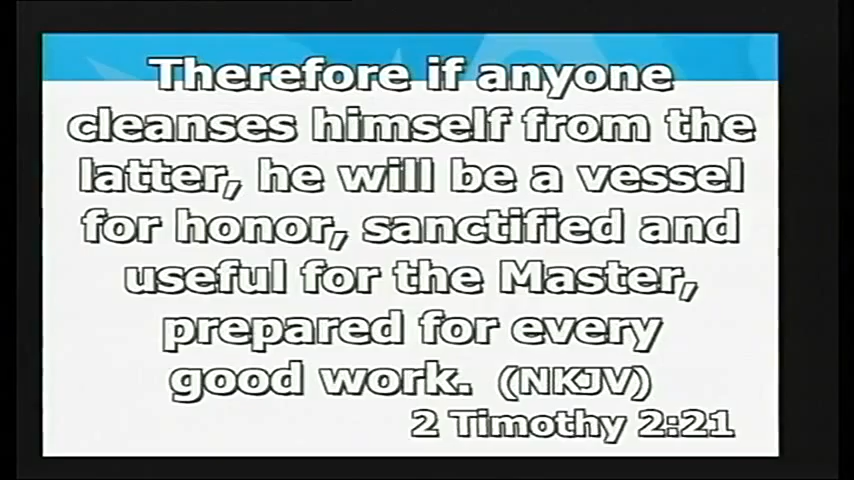 Therefore if anyone
cleanses himself from the
latter, he will be a vessel
for honor, sanctified and
useful for the Master,
prepared for every
good work. (NKJV)
2 Timothy 2:21